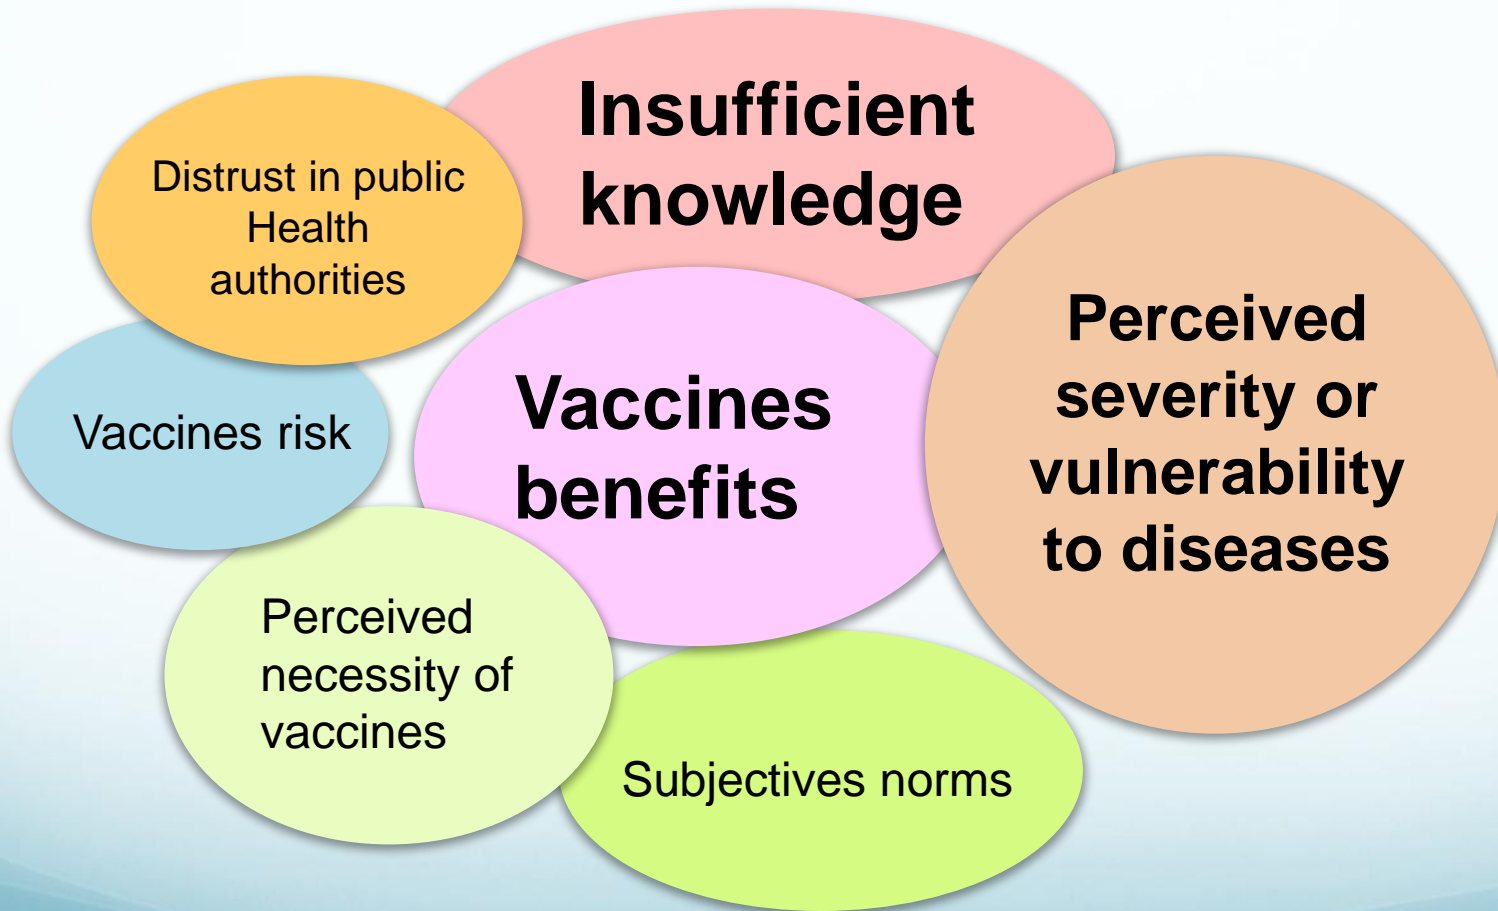 Insufficient
knowledge
Distrust in public
Health
authorities
Perceived
severity or
vulnerability
to diseases
Vaccines
benefits
Vaccines risk
Perceived
necessity of
vaccines
Subjectives norms